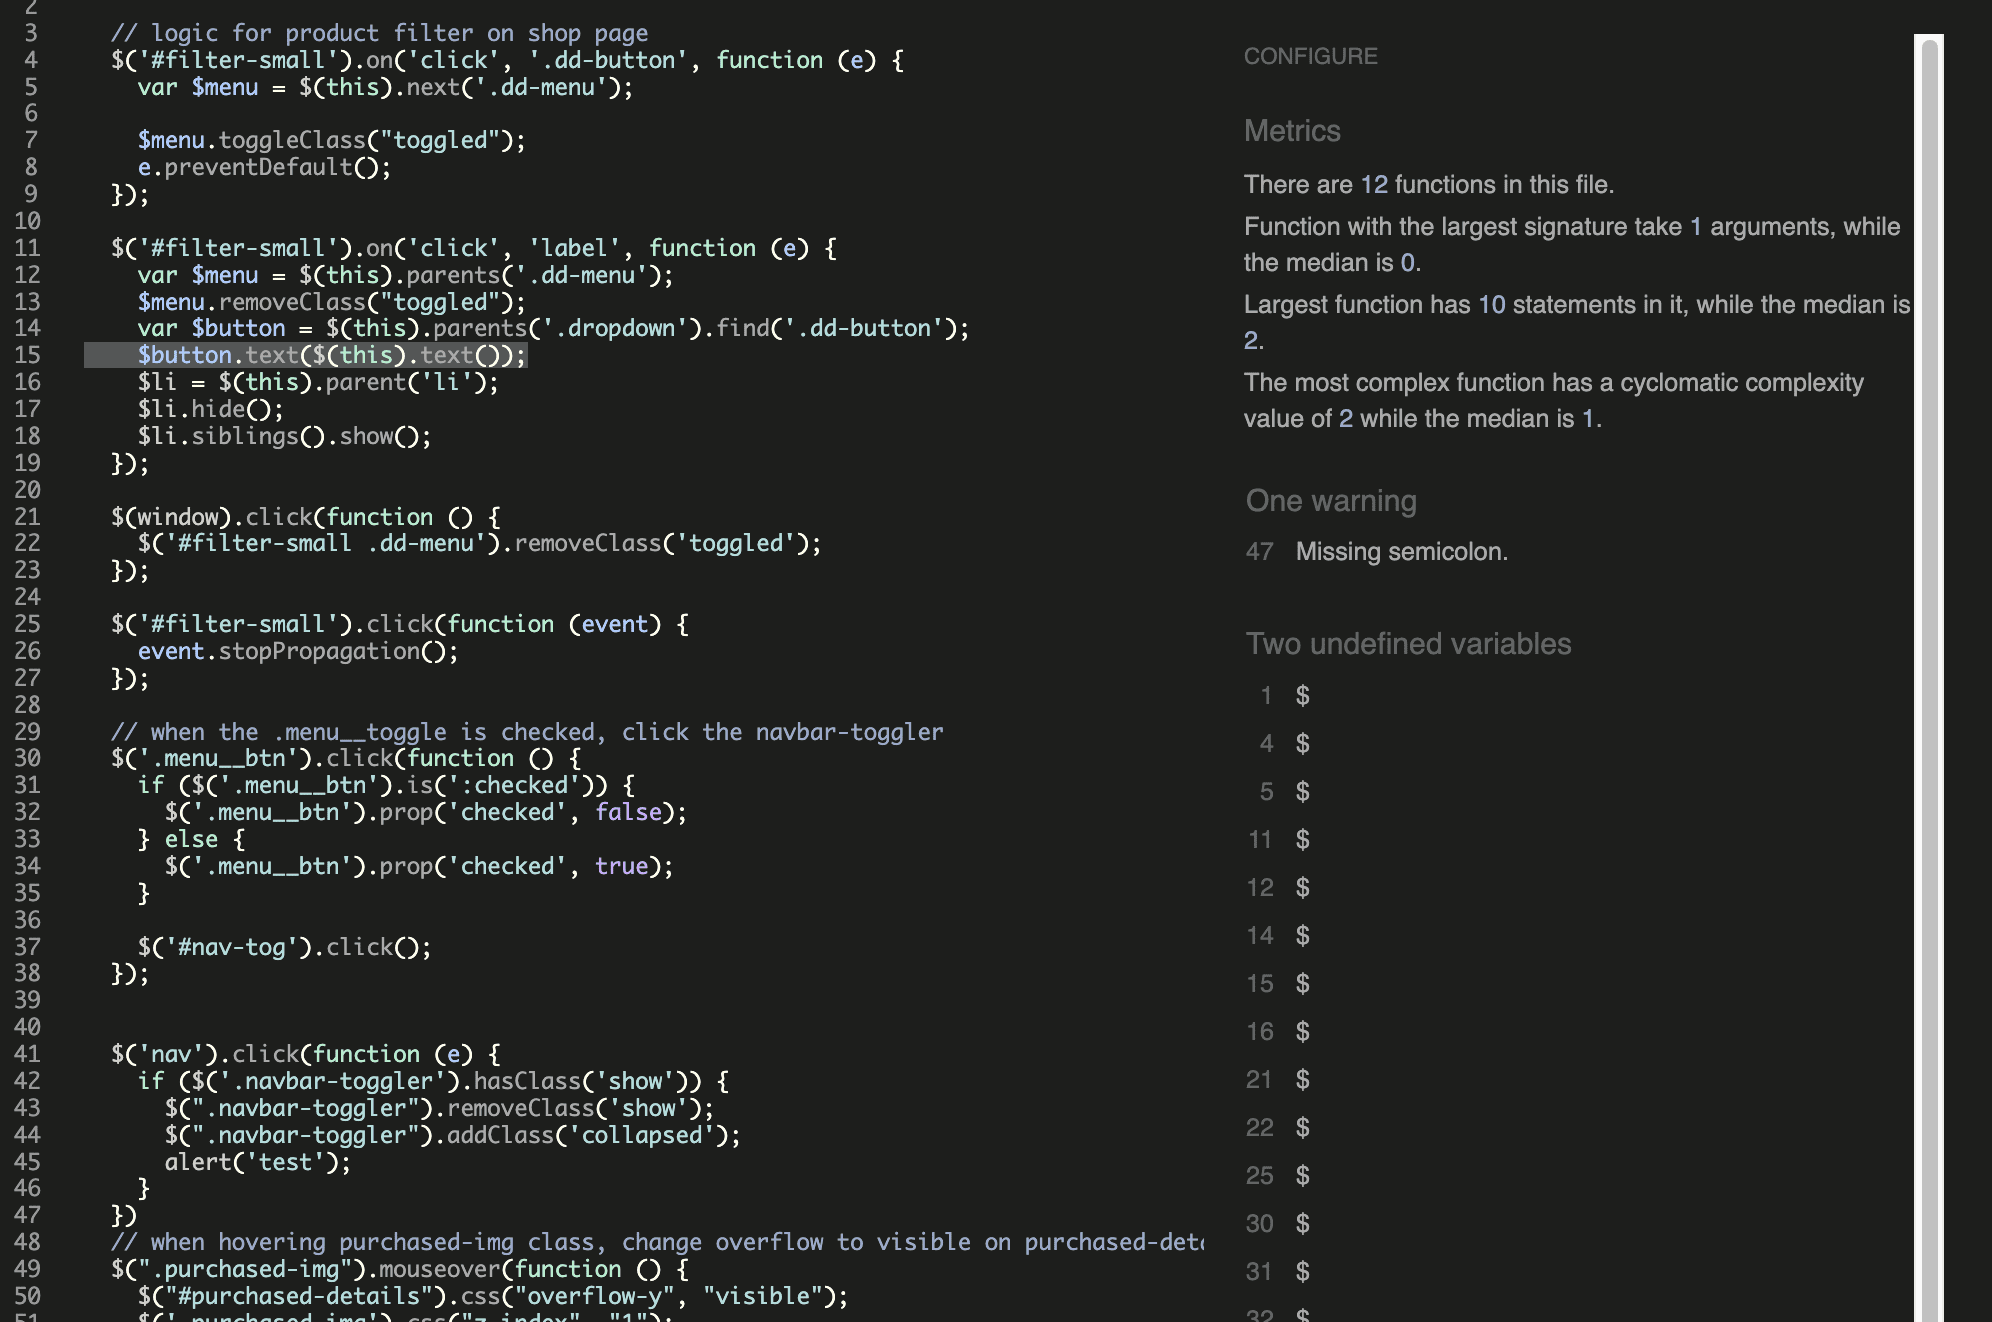 2
3 // logic for product filter on shop page
4 $('#filter-small').on('click', '.dd-button', function (e) {
5 var $menu = $(this).next('.dd-menu');
6
7 $menu.toggleClass("toggled");
8 e.preventDefault();
9 });
10
11 $('#filter-small').on('click', 'label', function (e) {
12 var $menu = $(this).parents('.dd-menu');
13 $menu.removeClass("toggled");
14 var $button = $(this).parents('.dropdown').find('.dd-button');
15 $button.text($(this).text());
16 $li = $(this).parent('li');
17 $li.hide();
18 $li.siblings().show();
19 });
20
21 $(window).click(function () {
22 $('#filter-small .dd-menu').removeClass('toggled');
23 });
24
25 $('#filter-small').click(function (event) {
26 event.stopPropagation();
27 });
28
29 // when the .menu__toggle is checked, click the navbar-toggler
30 $('.menu__btn').click(function () {
31 if ($('.menu__btn').is(':checked')) {
32 $('.menu__btn').prop('checked', false);
33 } else {
34 $('.menu__btn').prop('checked', true);
35 }
36
37 $('#nav-tog').click();
38 });
39
40
41 $('nav').click(function (e) {
42 if ($('.navbar-toggler').hasClass('show')) {
43 $(".navbar-toggler").removeClass('show');
44 $(".navbar-toggler").addClass('collapsed');
45 alert('test');
46 }
47 })
48 // when hovering purchased-img class, change overflow to visible on purchased-det
49 $(".purchased-img").mouseover(function () {
50 $("#purchased-details").css("overflow-y", "visible");
51 $('.purchased-img').css("z-index", "1");
CONFIGURE
Metrics
There are 12 functions in this file.
Function with the largest signature take 1 arguments, while
the median is 0.
Largest function has 10 statements in it, while the median is
2.
The most complex function has a cyclomatic complexity
value of 2 while the median is 1.
One warning
47 Missing semicolon.
Two undefined variables
1 $
4 $
5 $
11 $
12 $
14 $
15 $
16 $
21 $
22 $
25 $
30 $
31 $
32 $